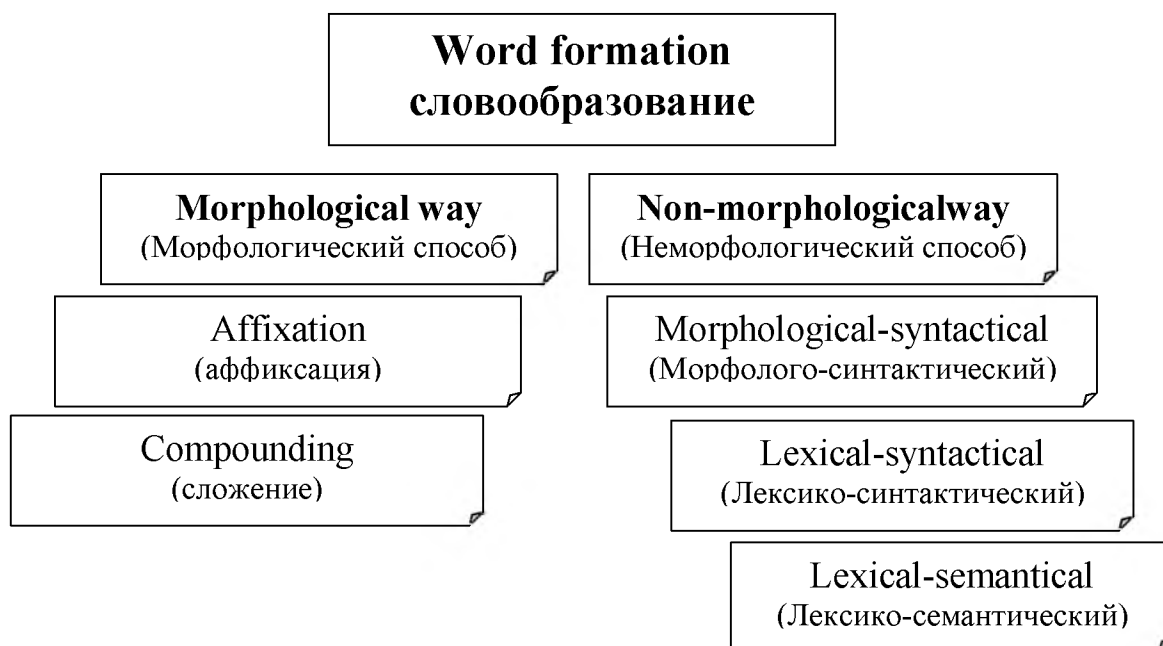 Word formation
словообразование
Morphological way
(Морфологический способ)
Non-morphologicalway
(Неморфологический способ)
Affixation
(аффиксация)
Morphological-syntactical
(Морфолого-синтактический)
Compounding
(сложение)
Lexical-syntactical
(Лексико-синтактический)
Lexical-semantical
(Лексико-семантический)